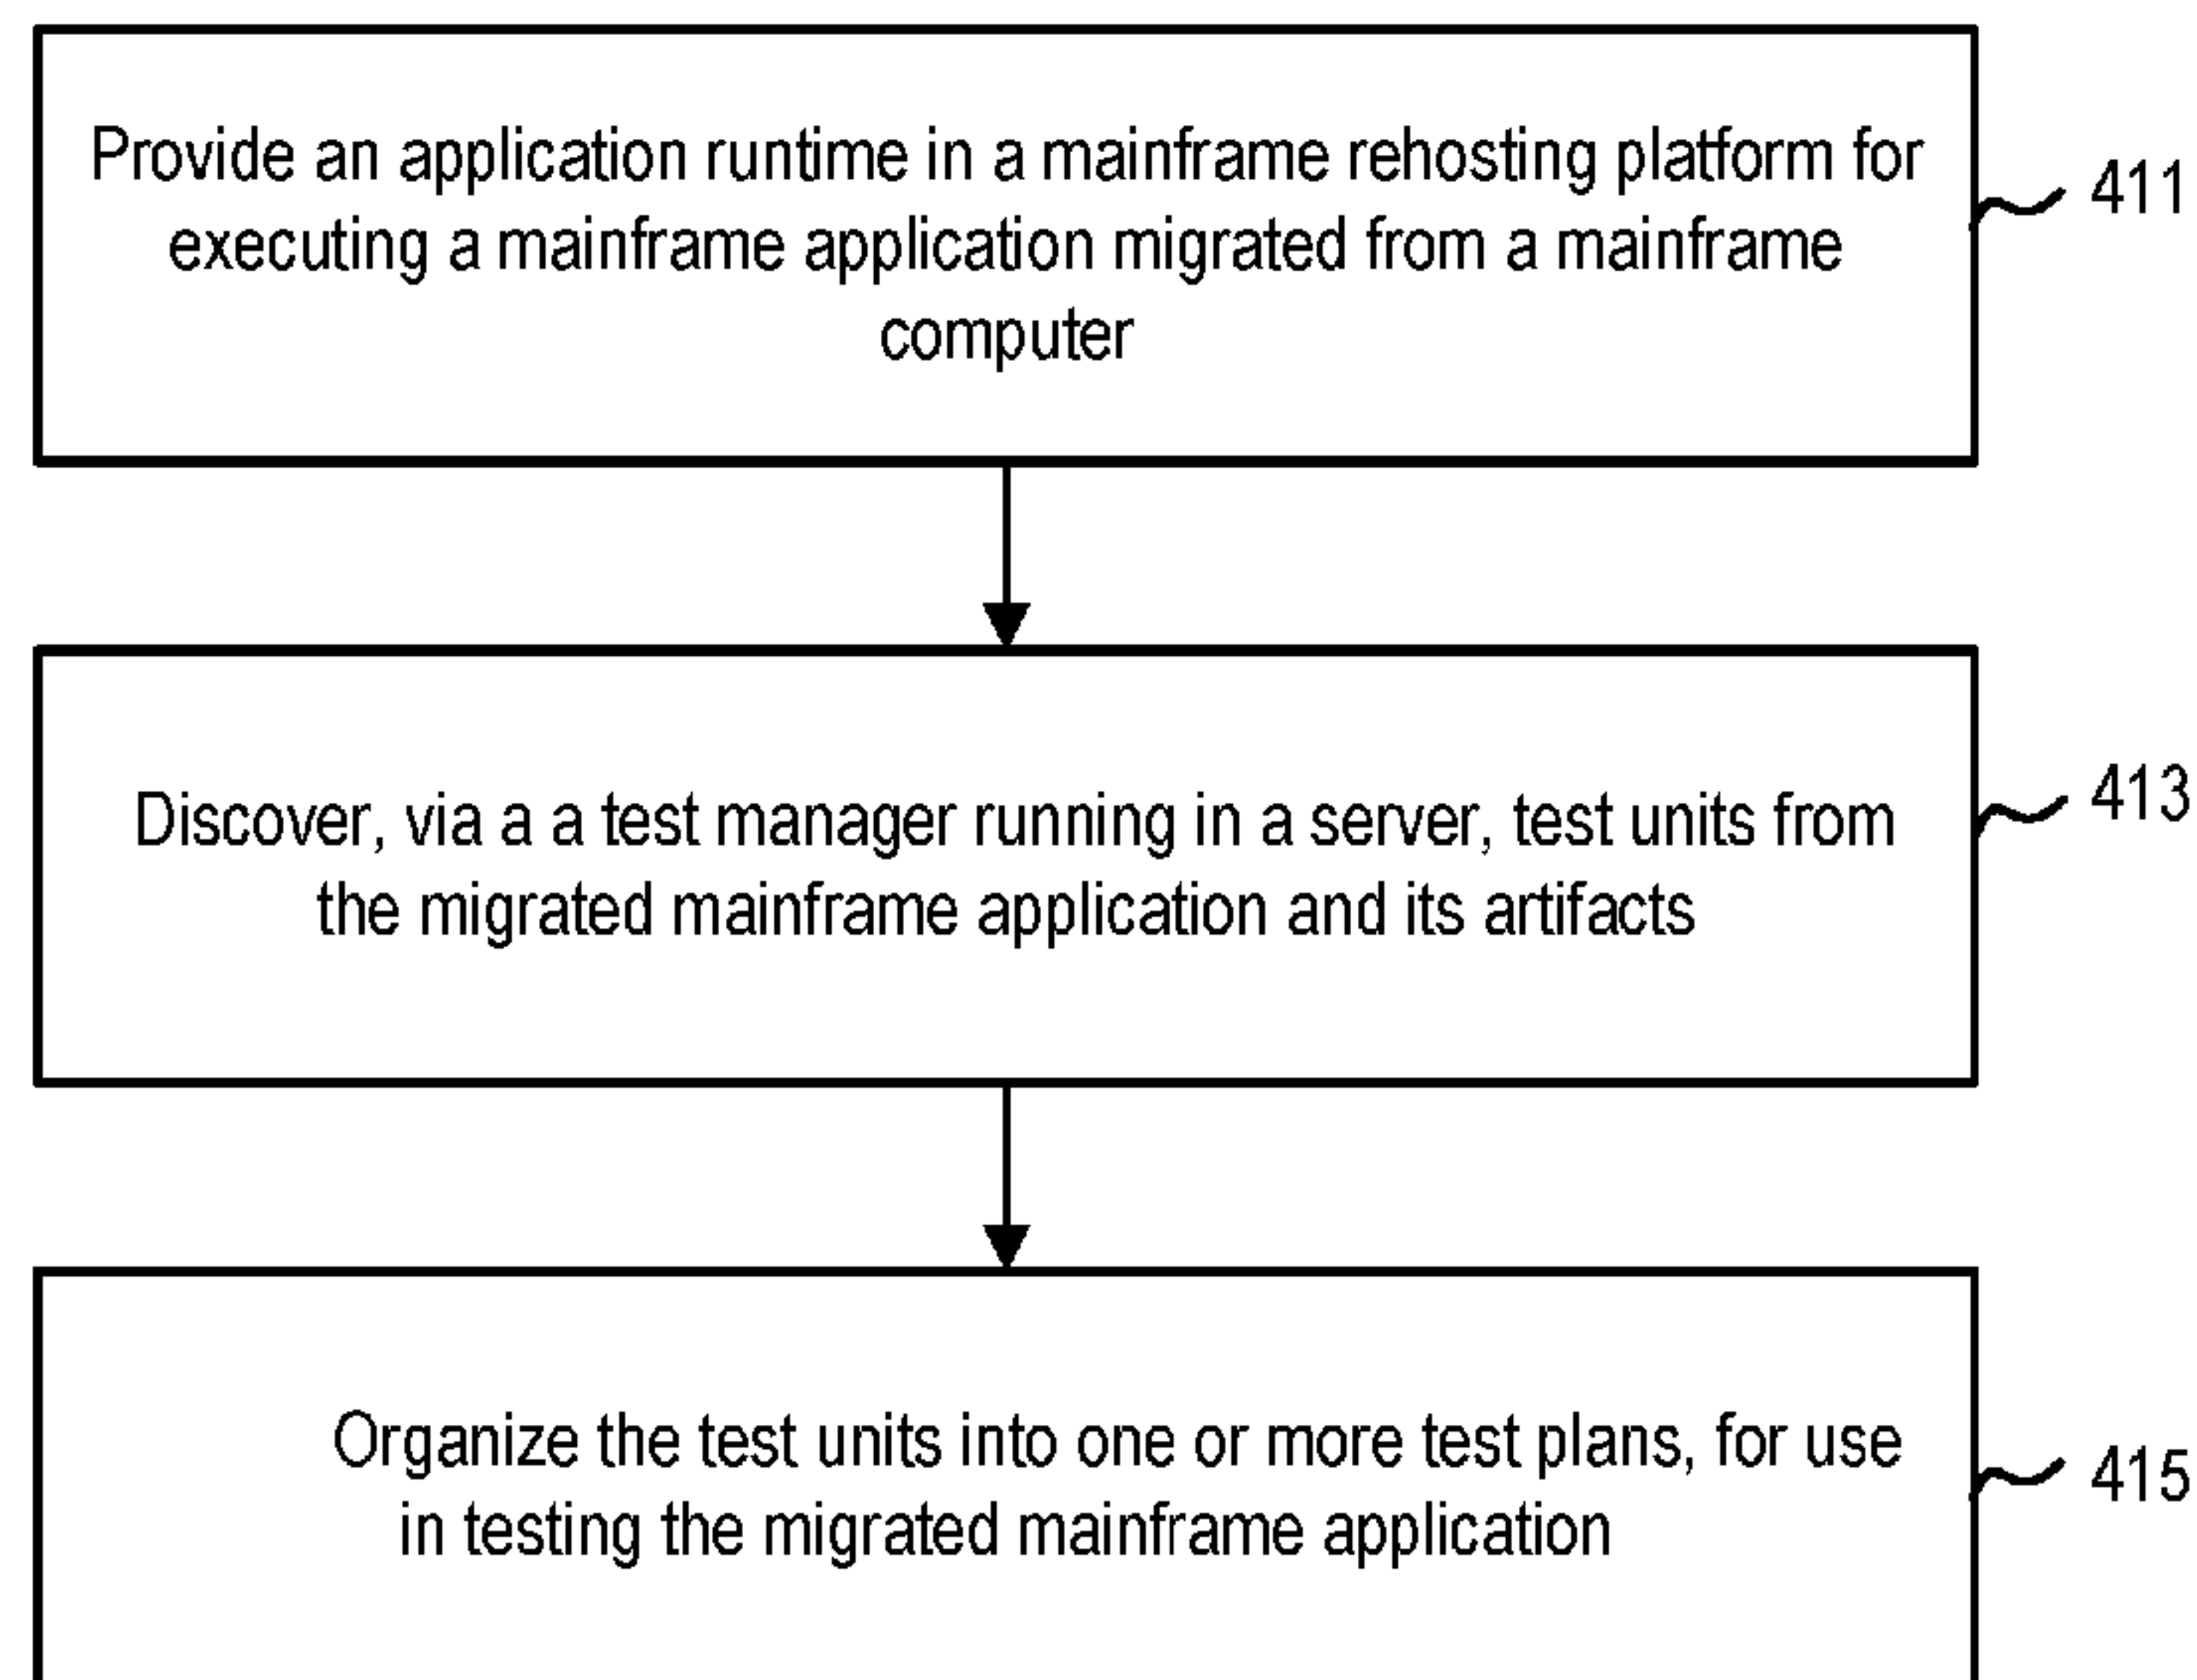 Provide an application runtime in a mainframe rehosting platform for
executing a mainframe application migrated from a mainframe
computer
411
Discover, via a a test manager running in a server, test units from
the migrated mainframe application and its artifacts
413
Organize the test units into one or more test plans, for use
in testing the migrated mainframe application
415